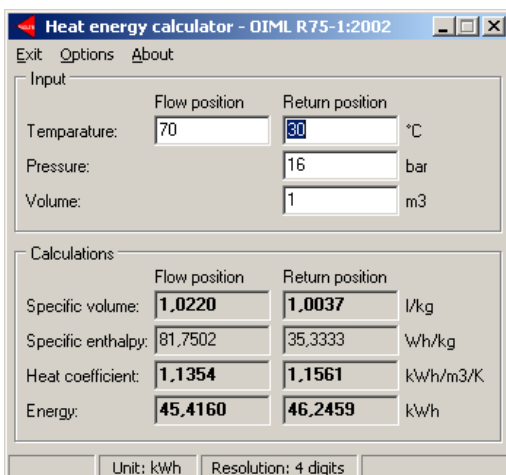 Heat energy calculator - OIML R75-1:2002
Exit Options About
Input
Flow position Return position
Temparature: 70 30 °C
Pressure: 16 bar
Volume: 1 m3
Calculations
Flow position Return position
Specific volume: 1,0220 1,0037 l/kg
Specific enthalpy: 81,7502 35,3333 Wh/kg
Heat coefficient: 1,1354 1,1561 kWh/m3/K
Energy: 45,4160 46,2459 kWh
Unit: kWh Resolution: 4 digits